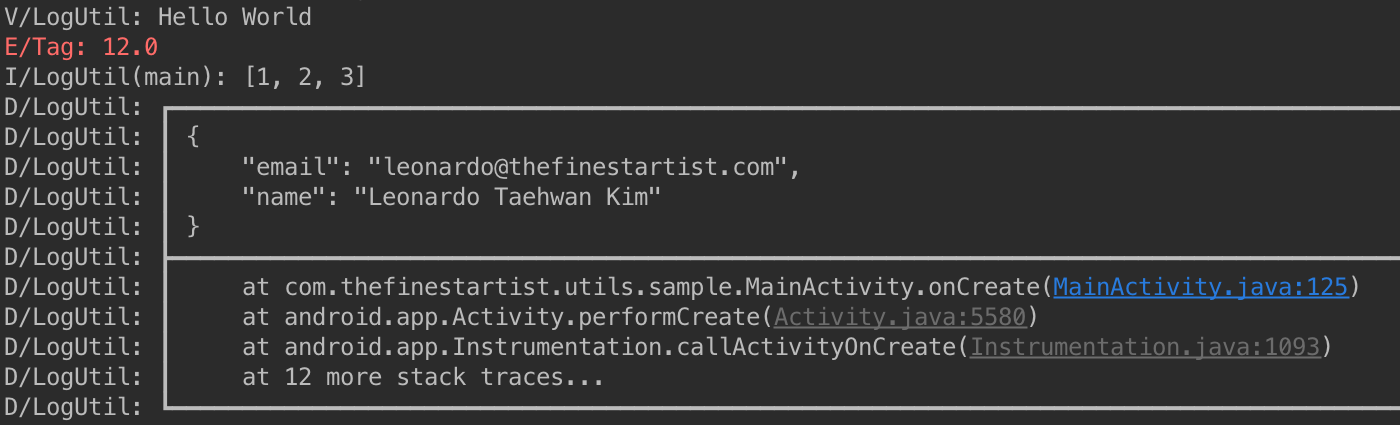 V/LogUtil: Hello World
E/Tag: 12.0
I/LogUtil(main): [1, 2, 3]
D/LogUtil:
D/LogUtil: {
D/LogUtil: "email": "leonardo@thefinestartist.com",
D/LogUtil: "name": "Leonardo Taehwan Kim"
D/LogUtil: }
D/LogUtil:
D/LogUtil: at com.thefinestartist.utils.sample.MainActivity.onCreate(MainActivity.java:125)
D/LogUtil: at android.app.Activity.performCreate(Activity.java:5580)
D/LogUtil: at android.app.Instrumentation.callActivityOnCreate(Instrumentation.java:1093)
D/LogUtil: at 12 more stack traces...
D/LogUtil: